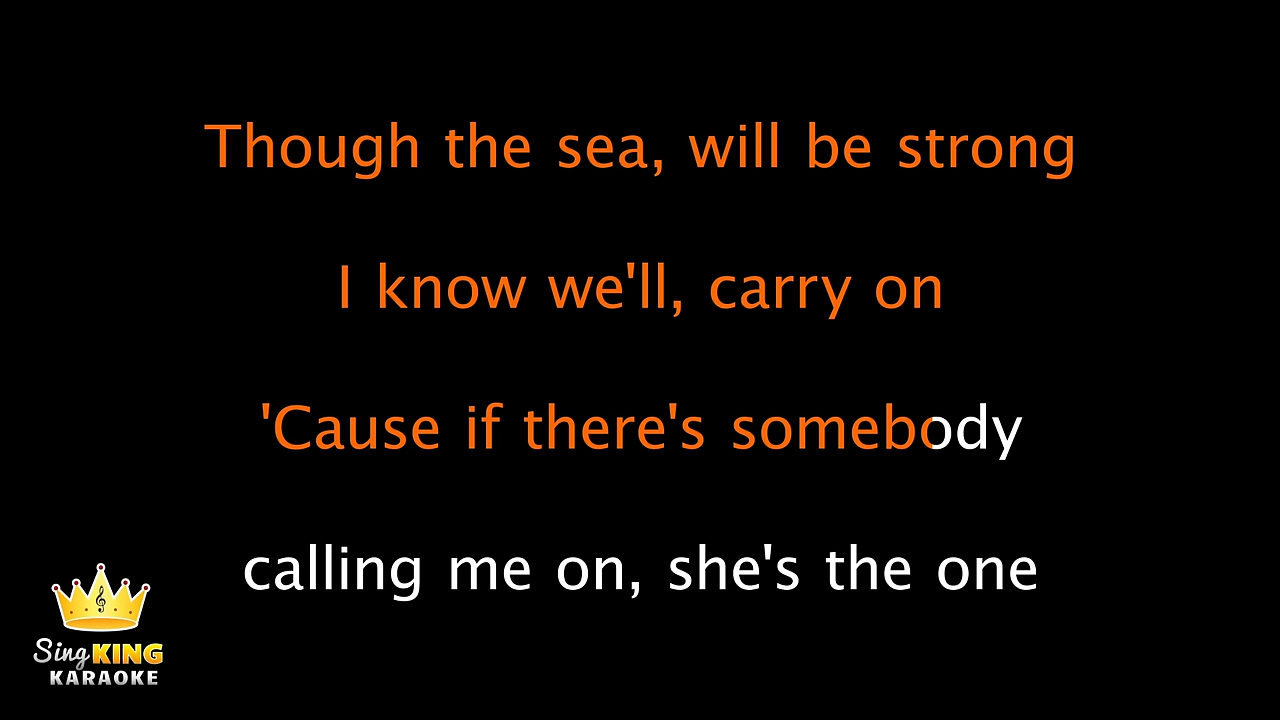 Though the sea, will be strong
I know we'll, carry on
'Cause if there's somebody
calling me on, she's the one
Sing KING
KARAOKE